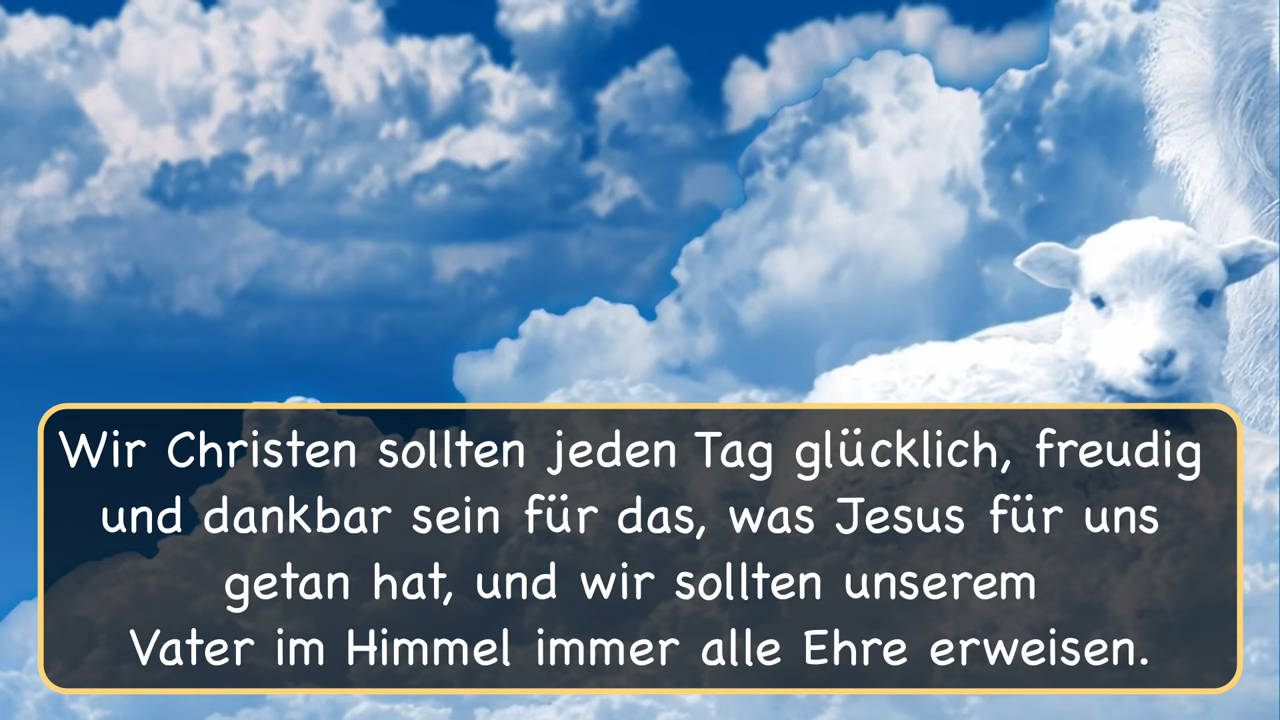 Wir Christen sollten jeden Tag glücklich, freudig
und dankbar sein für das, was Jesus für uns
getan hat, und wir sollten unserem
Vater im Himmel immer alle Ehre erweisen.